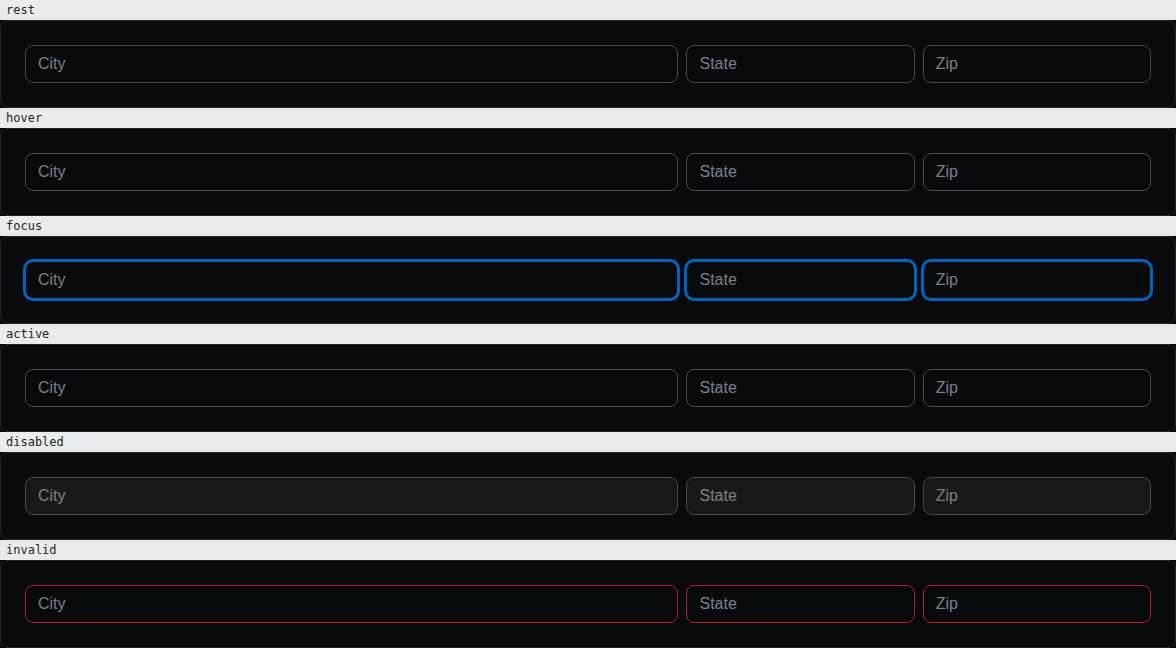 rest
City State Zip
hover
City State Zip
focus
City State Zip
active
City State Zip
disabled
City State Zip
invalid
City State Zip